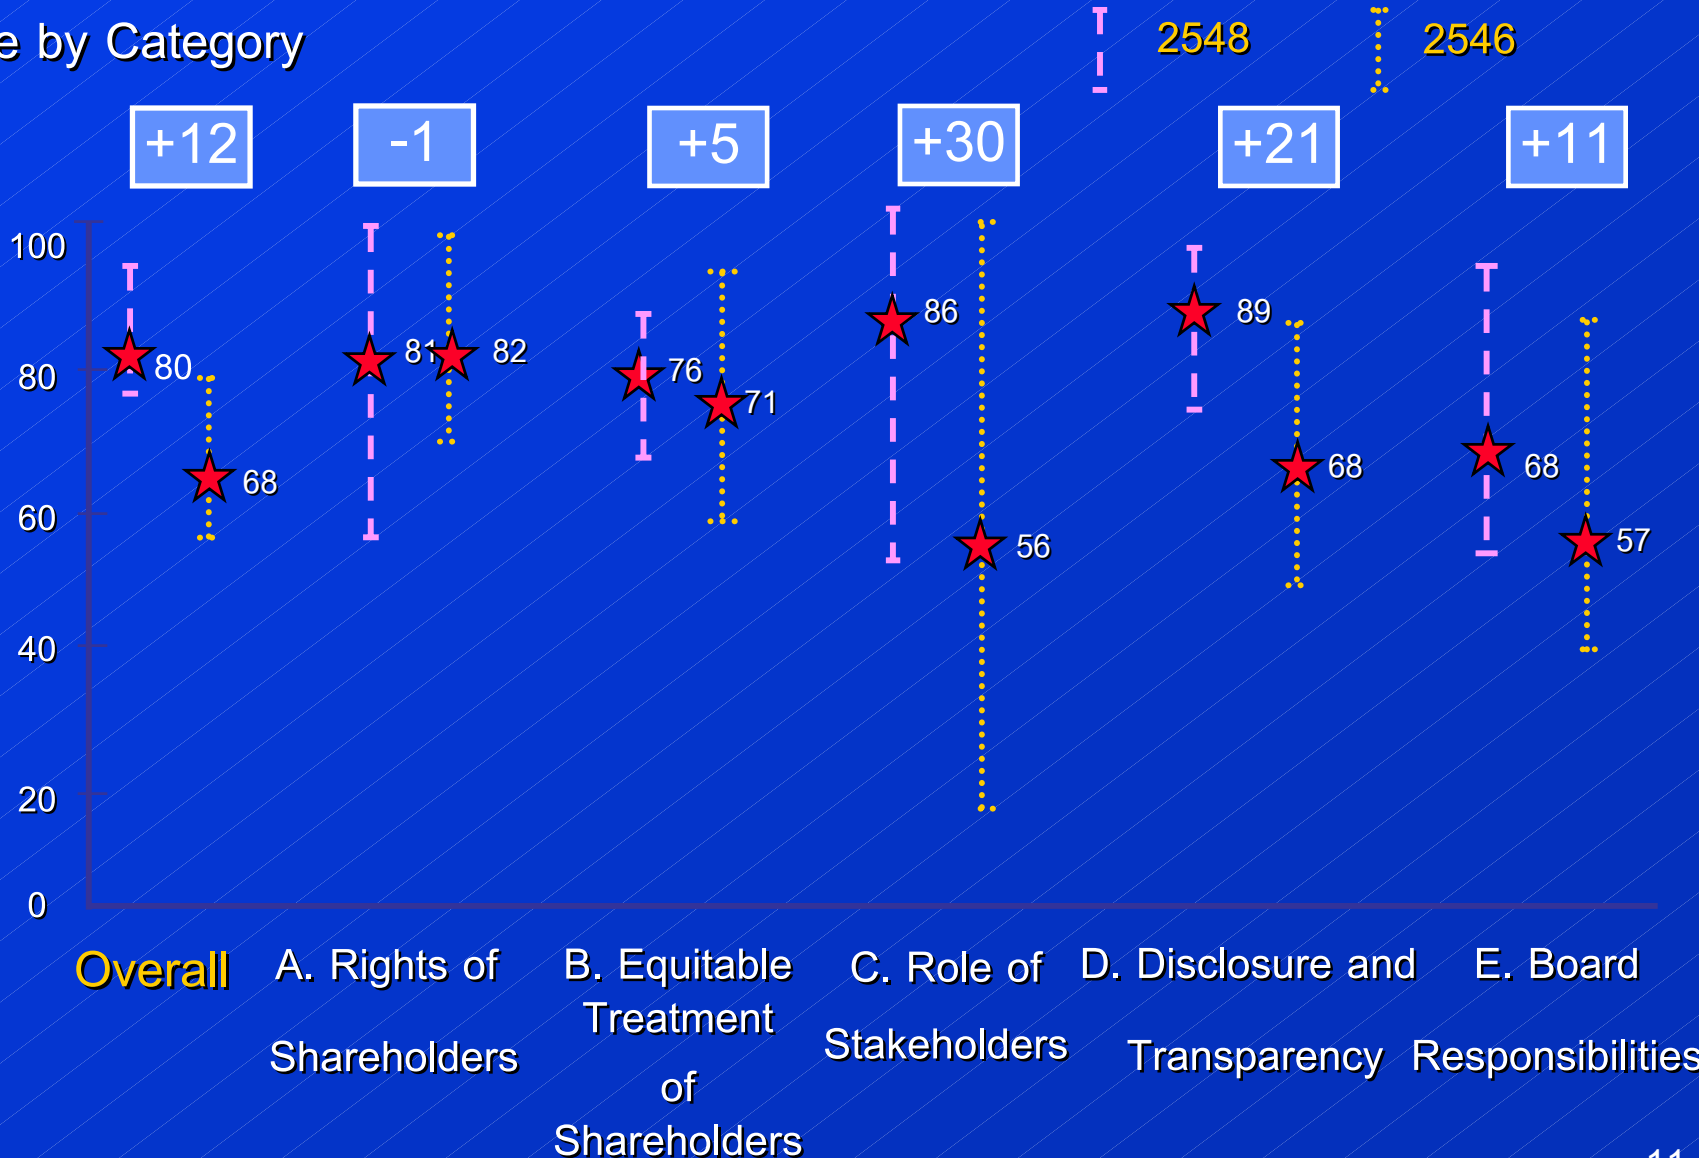 e by Category
2548
2546
+12
-1
+5
+30
+21
+11
100
80
60
40
20
0
80
68
81
82
76
71
86
56
89
68
68
57
Overall
A. Rights of
Shareholders
B. Equitable
Treatment
of
Shareholders
C. Role of
Stakeholders
D. Disclosure and
Transparency
E. Board
Responsibilities
11